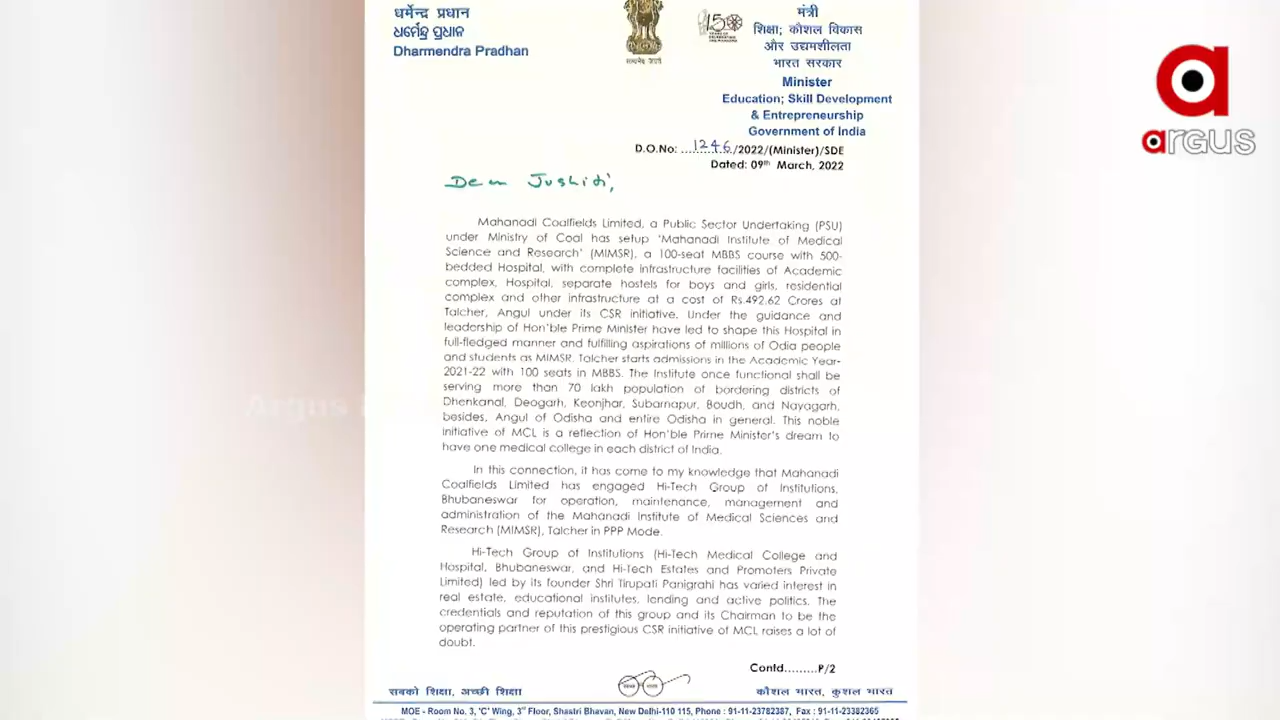 धर्मेन्द्र प्रधान
ଧର୍ମେନ୍ଦ୍ର ପ୍ରଧାନ
Dharmendra Pradhan
सत्यमेव जयते
मंत्री
शिक्षा; कौशल विकास
और उद्यमशीलता
भारत सरकार
Minister
Education; Skill Development
& Entrepreneurship
Government of India
argus
D.O.No: ...1246../2022/(Minister)/SDE
Dated: 09th March, 2022
Dear Joshiji,
Mahanadi Coalfields Limited, a Public Sector Undertaking (PSU)
under Ministry of Coal has setup 'Mahanadi Institute of Medical
Science and Research' (MIMSR), a 100-seat MBBS course with 500-
bedded Hospital, with complete infrastructure facilities of Academic
complex, Hospital, separate hostels for boys and girls, residential
complex and other infrastructure at a cost of Rs.492.62 Crores at
Talcher, Angul under its CSR initiative. Under the guidance and
leadership of Hon'ble Prime Minister have led to shape this Hospital in
full-fledged manner and fulfilling aspirations of millions of Odia people
and students as MIMSR, Talcher starts admissions in the Academic Year-
2021-22 with 100 seats in MBBS. The Institute once functional shall be
serving more than 70 lakh population of bordering districts of
Dhenkanal, Deogarh, Keonjhar, Subarnapur, Boudh, and Nayagarh,
besides, Angul of Odisha and entire Odisha in general. This noble
initiative of MCL is a reflection of Hon'ble Prime Minister's dream to
have one medical college in each district of India.
In this connection, it has come to my knowledge that Mahanadi
Coalfields Limited has engaged Hi-Tech Group of Institutions,
Bhubaneswar for operation, maintenance, management and
administration of the Mahanadi Institute of Medical Sciences and
Research (MIMSR), Talcher in PPP Mode.
Hi-Tech Group of Institutions (Hi-Tech Medical College and
Hospital, Bhubaneswar, and Hi-Tech Estates and Promoters Private
Limited) led by its founder Shri Tirupati Panigrahi has varied interest in
real estate, educational institutes, lending and active politics. The
credentials and reputation of this group and its Chairman to be the
operating partner of this prestigious CSR initiative of MCL raises a lot of
doubt.
Contd.........P/2
सबको शिक्षा, अच्छी शिक्षा
कौशल भारत, कुशल भारत
MOE - Room No. 3, 'C' Wing, 3rd Floor, Shastri Bhavan, New Delhi-110 115, Phone : 91-11-23782387, Fax : 91-11-23382365
Argus